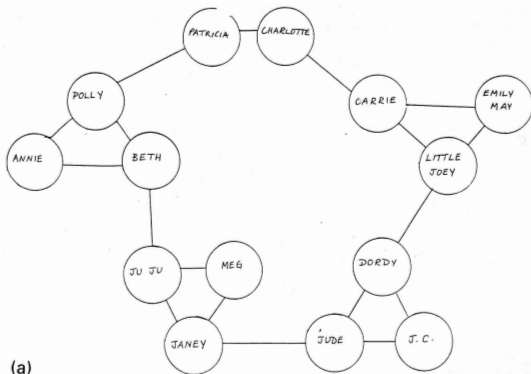 PATRICIA
CHARLOTTE
POLLY
CARRIE
EMILY
MAY
ANNIE
BETH
LITTLE
JOEY
JU JU
MEG
DORDY
JANEY
'JUDE
J.C.
(a)